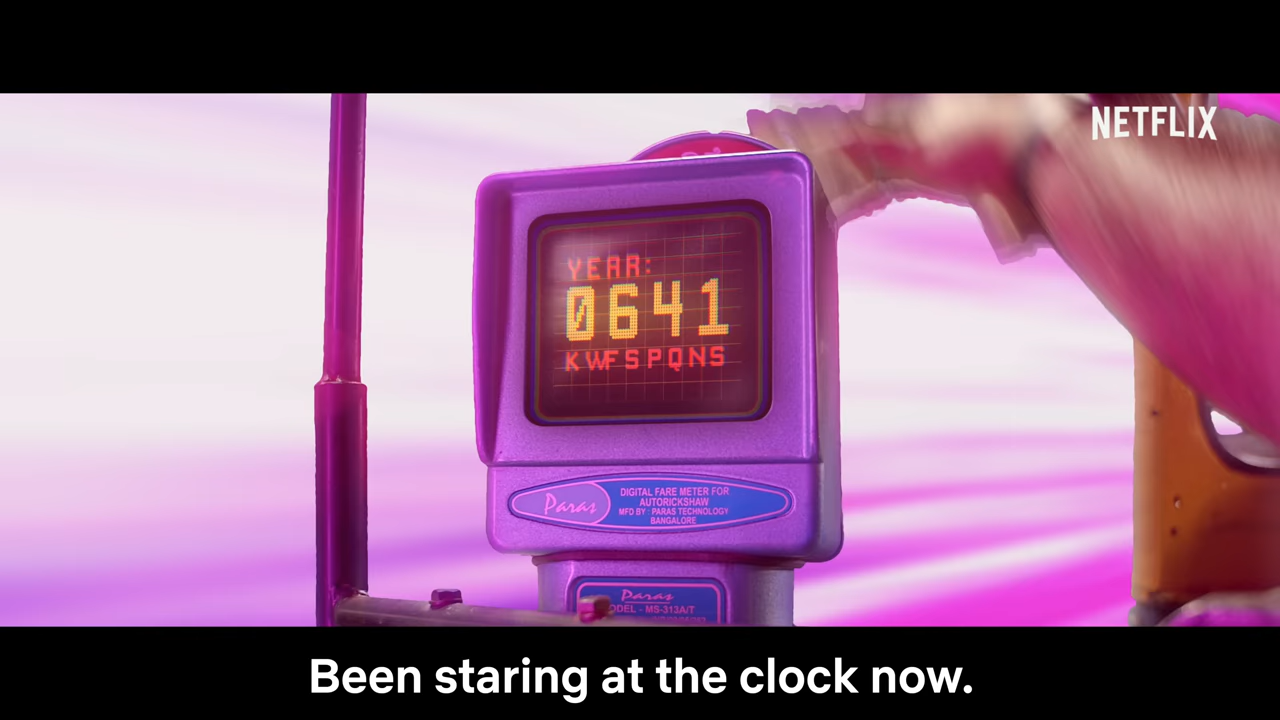 NETFLIX
YEAR:
0641
KWFSPQNS
Paras
DIGITAL FARE METER FOR
AUTORICKSHAW
MFD BY : PARAS TECHNOLOGY
BANGALORE
Paras
MS-313A/T
Been staring at the clock now.